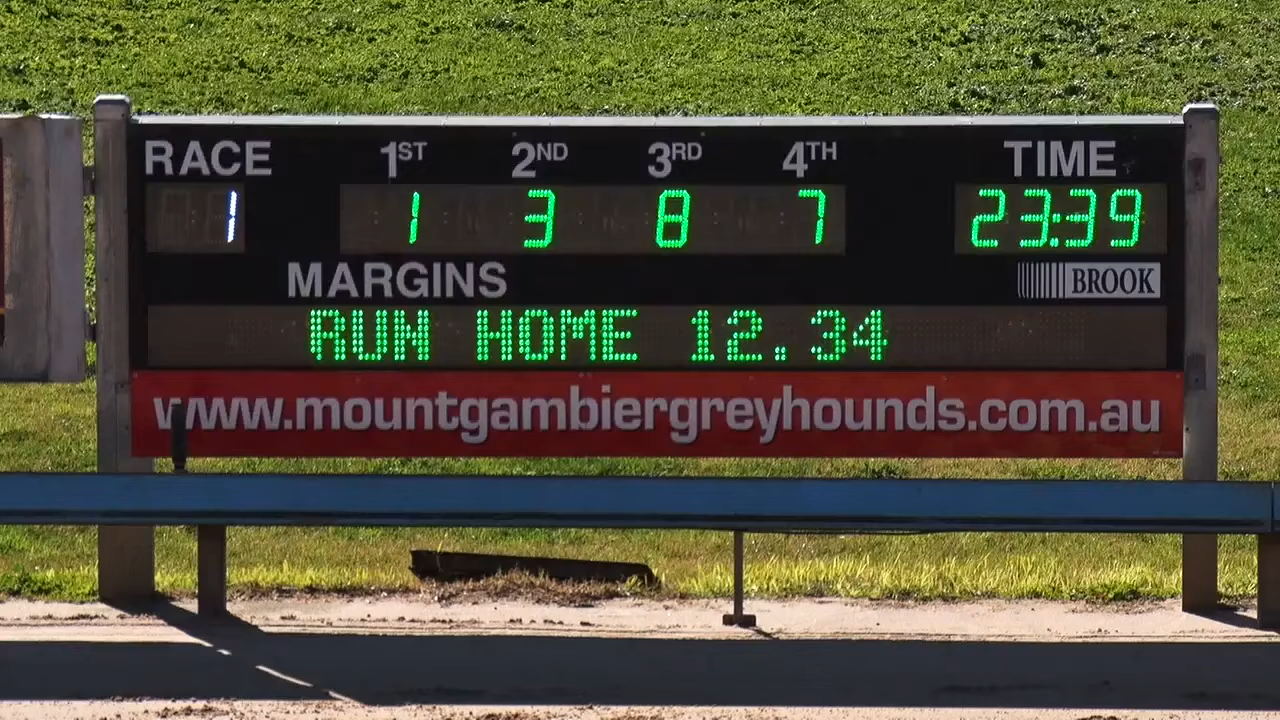 RACE 1ST 2ND 3RD 4TH TIME
1 1 3 8 7 23:39
MARGINS BROOK
RUN HOME 12.34
www.mountgambiergreyhounds.com.au